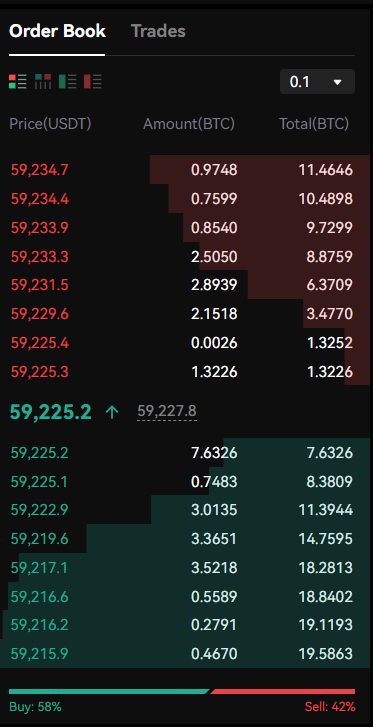 Order Book Trades
0.1
Price(USDT) Amount(BTC) Total(BTC)
59,234.7 0.9748 11.4646
59,234.4 0.7599 10.4898
59,233.9 0.8540 9.7299
59,233.3 2.5050 8.8759
59,231.5 2.8939 6.3709
59,229.6 2.1518 3.4770
59,225.4 0.0026 1.3252
59,225.3 1.3226 1.3226
59,225.2 ↑ 59,227.8
59,225.2 7.6326 7.6326
59,225.1 0.7483 8.3809
59,222.9 3.0135 11.3944
59,219.6 3.3651 14.7595
59,217.1 3.5218 18.2813
59,216.6 0.5589 18.8402
59,216.2 0.2791 19.1193
59,215.9 0.4670 19.5863
Buy: 58% Sell: 42%